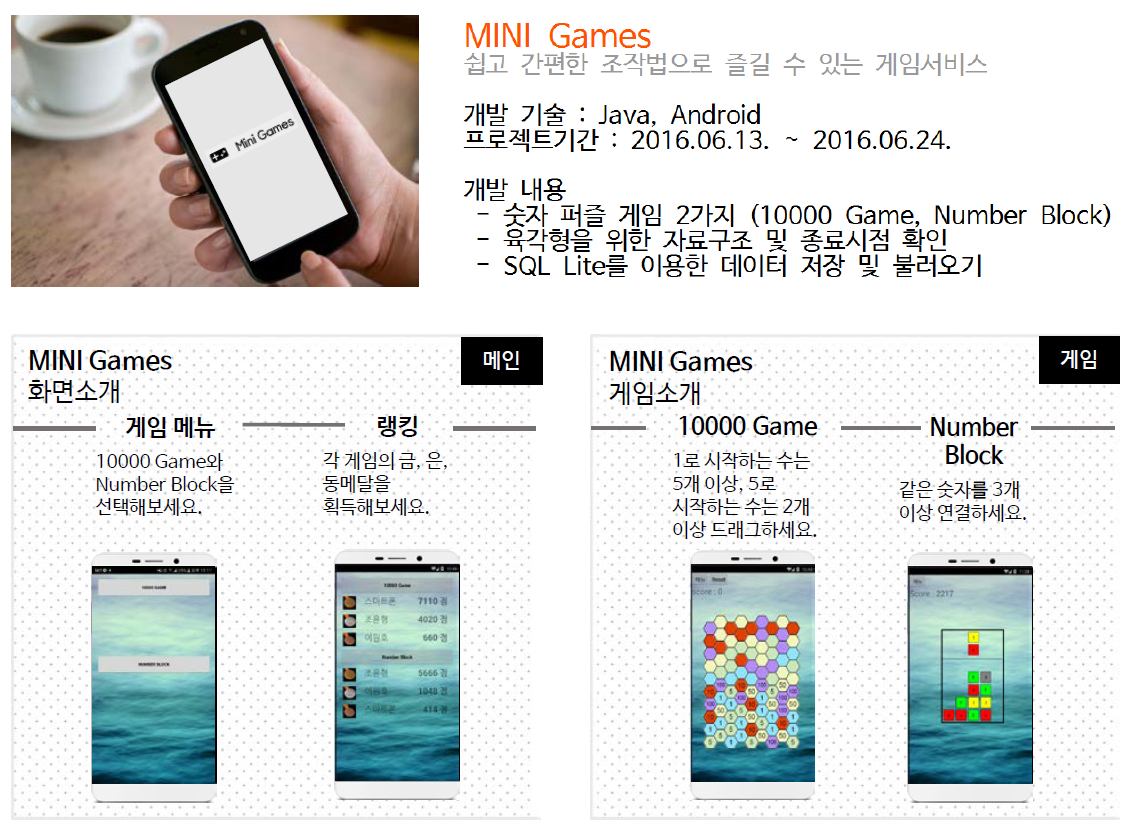 Mini Games
MINI Games
쉽고 간편한 조작법으로 즐길 수 있는 게임서비스
개발 기술 : Java, Android
프로젝트기간 : 2016.06.13. ~ 2016.06.24.
개발 내용
- 숫자 퍼즐 게임 2가지 (10000 Game, Number Block)
- 육각형을 위한 자료구조 및 종료시점 확인
- SQL Lite를 이용한 데이터 저장 및 불러오기
MINI Games
메인
화면소개
게임 메뉴
10000 Game와
Number Block을
선택해보세요.
랭킹
각 게임의 금, 은,
동메달을
획득해보세요.
10000 GAME
NUMBER BLOCK
10000 Game
스마트폰 7110 점
조윤형 4020 점
이원호 660 점
Number Block
조윤형 5666 점
이원호 1048 점
스마트폰 414 점
MINI Games
게임
게임소개
10000 Game
1로 시작하는 수는
5개 이상, 5로
시작하는 수는 2개
이상 드래그하세요.
Number
Block
같은 숫자를 3개
이상 연결하세요.
Reset
Score : 0
Score : 2217